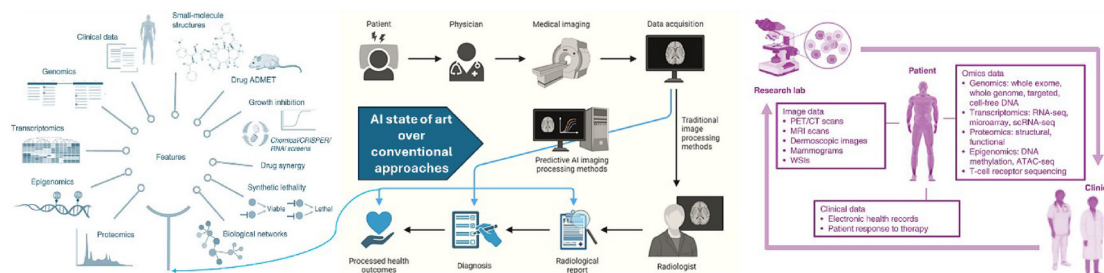 Small-molecule
structures
Clinical data
Genomics
Drug ADMET
Growth inhibition
Chemical/CRISPER/
RNAi screens
Transcriptomics
Features
Drug synergy
Epigenomics
Synthetic lethality
Viable
Lethel
Proteomics
Biological networks
Patient
Physician
Medical imaging
Data acquisition
AI state of art
over
conventional
approaches
Predictive AI imaging
processing methods
Traditional
image
processing
methods
Processed health
outcomes
Diagnosis
Radiological
report
Radiologist
Research lab
Patient
Image data
• PET/CT scans
• MRI scans
• Dermoscopic images
• Mammograms
• WSIs
Omics data
• Genomics: whole exome,
whole genome, targeted,
cell-free DNA
• Transcriptomics: RNA-seq,
microarray, scRNA-seq
• Proteomics: structural,
functional
• Epigenomics: DNA
methylation, ATAC-seq
• T-cell receptor sequencing
Clinical data
• Electronic health records
• Patient response to therapy
Clinic